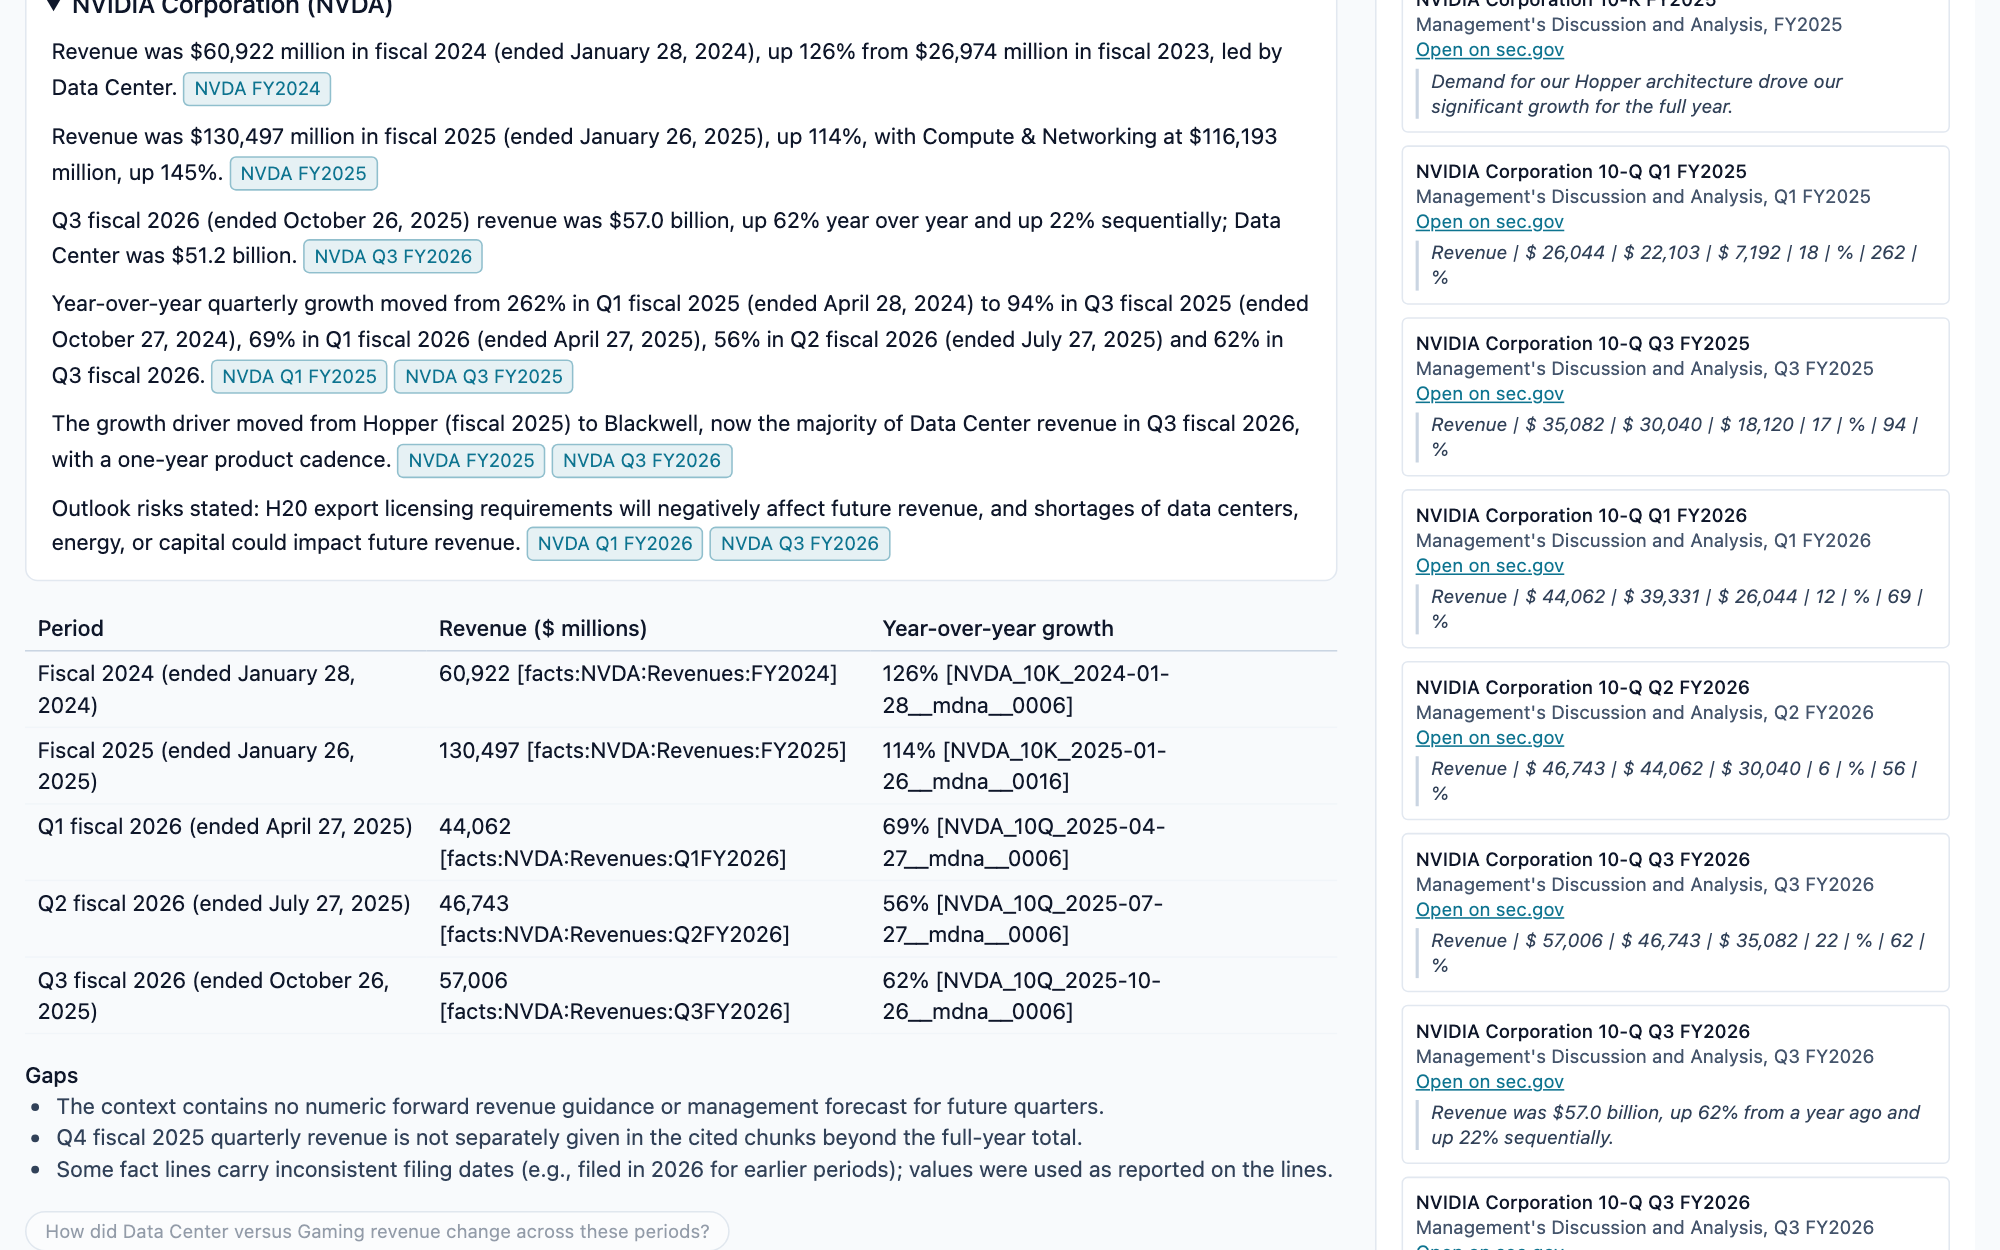 ▼ NVIDIA Corporation (NVDA)
Revenue was $60,922 million in fiscal 2024 (ended January 28, 2024), up 126% from $26,974 million in fiscal 2023, led by
Data Center. NVDA FY2024
Revenue was $130,497 million in fiscal 2025 (ended January 26, 2025), up 114%, with Compute & Networking at $116,193
million, up 145%. NVDA FY2025
Q3 fiscal 2026 (ended October 26, 2025) revenue was $57.0 billion, up 62% year over year and up 22% sequentially; Data
Center was $51.2 billion. NVDA Q3 FY2026
Year-over-year quarterly growth moved from 262% in Q1 fiscal 2025 (ended April 28, 2024) to 94% in Q3 fiscal 2025 (ended
October 27, 2024), 69% in Q1 fiscal 2026 (ended April 27, 2025), 56% in Q2 fiscal 2026 (ended July 27, 2025) and 62% in
Q3 fiscal 2026. NVDA Q1 FY2025 NVDA Q3 FY2025
The growth driver moved from Hopper (fiscal 2025) to Blackwell, now the majority of Data Center revenue in Q3 fiscal 2026,
with a one-year product cadence. NVDA FY2025 NVDA Q3 FY2026
Outlook risks stated: H20 export licensing requirements will negatively affect future revenue, and shortages of data centers,
energy, or capital could impact future revenue. NVDA Q1 FY2026 NVDA Q3 FY2026
Period Revenue ($ millions) Year-over-year growth
Fiscal 2024 (ended January 28, 60,922 [facts:NVDA:Revenues:FY2024] 126% [NVDA_10K_2024-01-
2024) 28__mdna__0006]
Fiscal 2025 (ended January 26, 130,497 [facts:NVDA:Revenues:FY2025] 114% [NVDA_10K_2025-01-
2025) 26__mdna__0016]
Q1 fiscal 2026 (ended April 27, 2025) 44,062 69% [NVDA_10Q_2025-04-
[facts:NVDA:Revenues:Q1FY2026] 27__mdna__0006]
Q2 fiscal 2026 (ended July 27, 2025) 46,743 56% [NVDA_10Q_2025-07-
[facts:NVDA:Revenues:Q2FY2026] 27__mdna__0006]
Q3 fiscal 2026 (ended October 26, 57,006 62% [NVDA_10Q_2025-10-
2025) [facts:NVDA:Revenues:Q3FY2026] 26__mdna__0006]
Gaps
• The context contains no numeric forward revenue guidance or management forecast for future quarters.
• Q4 fiscal 2025 quarterly revenue is not separately given in the cited chunks beyond the full-year total.
• Some fact lines carry inconsistent filing dates (e.g., filed in 2026 for earlier periods); values were used as reported on the lines.
How did Data Center versus Gaming revenue change across these periods?
NVIDIA Corporation 10-K FY2025
Management's Discussion and Analysis, FY2025
Open on sec.gov
Demand for our Hopper architecture drove our
significant growth for the full year.
NVIDIA Corporation 10-Q Q1 FY2025
Management's Discussion and Analysis, Q1 FY2025
Open on sec.gov
Revenue | $ 26,044 | $ 22,103 | $ 7,192 | 18 | % | 262 |
%
NVIDIA Corporation 10-Q Q3 FY2025
Management's Discussion and Analysis, Q3 FY2025
Open on sec.gov
Revenue | $ 35,082 | $ 30,040 | $ 18,120 | 17 | % | 94 |
%
NVIDIA Corporation 10-Q Q1 FY2026
Management's Discussion and Analysis, Q1 FY2026
Open on sec.gov
Revenue | $ 44,062 | $ 39,331 | $ 26,044 | 12 | % | 69 |
%
NVIDIA Corporation 10-Q Q2 FY2026
Management's Discussion and Analysis, Q2 FY2026
Open on sec.gov
Revenue | $ 46,743 | $ 44,062 | $ 30,040 | 6 | % | 56 |
%
NVIDIA Corporation 10-Q Q3 FY2026
Management's Discussion and Analysis, Q3 FY2026
Open on sec.gov
Revenue | $ 57,006 | $ 46,743 | $ 35,082 | 22 | % | 62 |
%
NVIDIA Corporation 10-Q Q3 FY2026
Management's Discussion and Analysis, Q3 FY2026
Open on sec.gov
Revenue was $57.0 billion, up 62% from a year ago and
up 22% sequentially.
NVIDIA Corporation 10-Q Q3 FY2026
Management's Discussion and Analysis, Q3 FY2026
Open on sec.gov